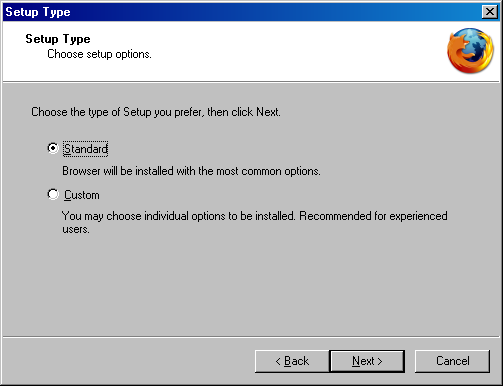 Setup Type
Setup Type
Choose setup options.
Choose the type of Setup you prefer, then click Next.
Standard
Browser will be installed with the most common options.
Custom
You may choose individual options to be installed. Recommended for experienced
users.
< Back
Next >
Cancel